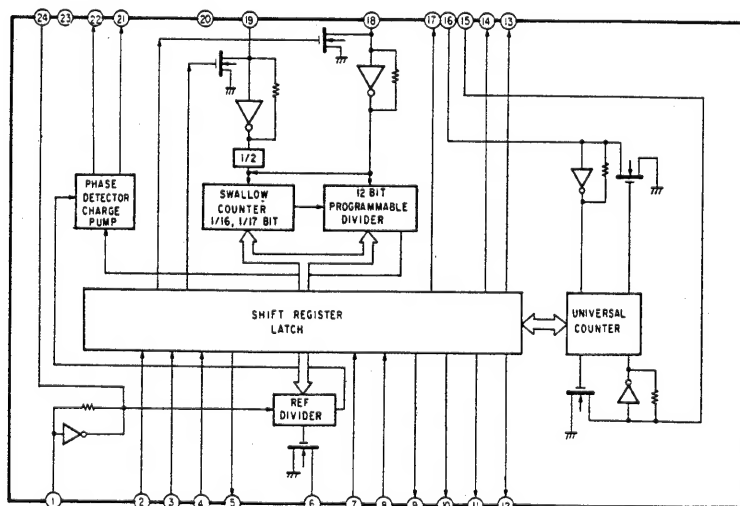 24 23 22 21 20 19 18 17 16 15 14 13
1/2
PHASE
DETECTOR
CHARGE
PUMP
SWALLOW
COUNTER
1/16, 1/17 BIT
12 BIT
PROGRAMMABLE
DIVIDER
SHIFT REGISTER
LATCH
UNIVERSAL
COUNTER
REF
DIVIDER
1 2 3 4 5 6 7 8 9 10 11 12